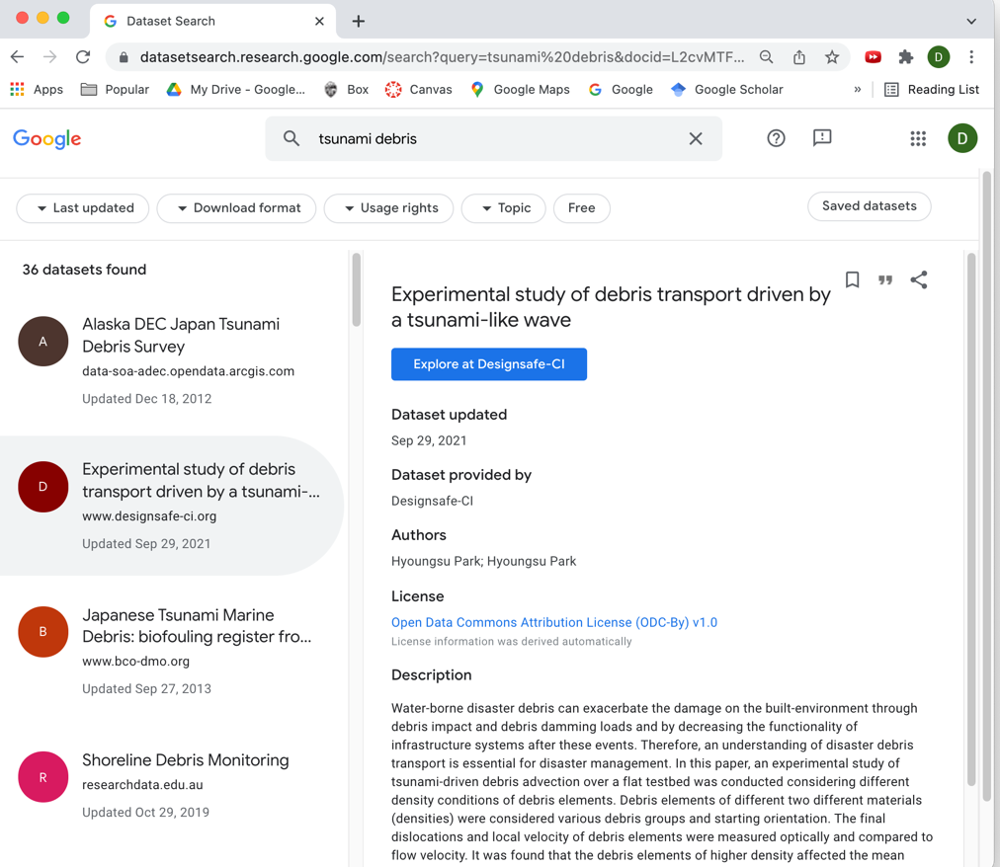 Dataset Search
datasetsearch.research.google.com/search?query=tsunami%20debris&docid=L2cvMTF...
D
Apps
Popular
My Drive - Google...
Box
Canvas
Google Maps
Google
Google Scholar
»
Reading List
Google
tsunami debris
D
Last updated
Download format
Usage rights
Topic
Free
Saved datasets
36 datasets found
A
Alaska DEC Japan Tsunami
Debris Survey
data-soa-adec.opendata.arcgis.com
Updated Dec 18, 2012
D
Experimental study of debris
transport driven by a tsunami-...
www.designsafe-ci.org
Updated Sep 29, 2021
B
Japanese Tsunami Marine
Debris: biofouling register fro...
www.bco-dmo.org
Updated Sep 27, 2013
R
Shoreline Debris Monitoring
researchdata.edu.au
Updated Oct 29, 2019
Experimental study of debris transport driven by
a tsunami-like wave
Explore at Designsafe-CI
Dataset updated
Sep 29, 2021
Dataset provided by
Designsafe-CI
Authors
Hyoungsu Park; Hyoungsu Park
License
Open Data Commons Attribution License (ODC-By) v1.0
License information was derived automatically
Description
Water-borne disaster debris can exacerbate the damage on the built-environment through
debris impact and debris damming loads and by decreasing the functionality of
infrastructure systems after these events. Therefore, an understanding of disaster debris
transport is essential for disaster management. In this paper, an experimental study of
tsunami-driven debris advection over a flat testbed was conducted considering different
density conditions of debris elements. Debris elements of different two different materials
(densities) were considered various debris groups and starting orientation. The final
dislocations and local velocity of debris elements were measured optically and compared to
flow velocity. It was found that the debris elements of higher density affected the mean